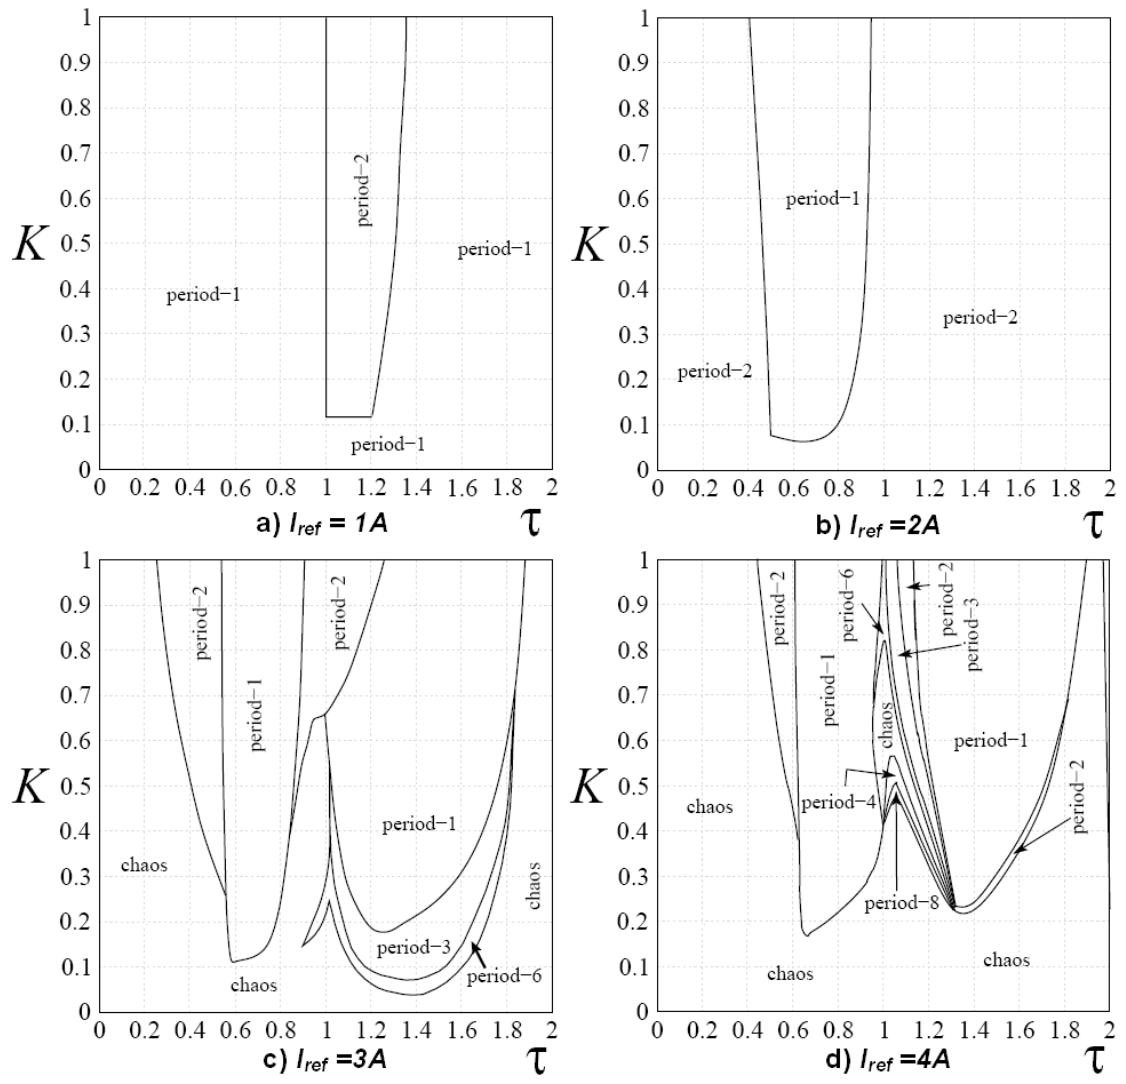 1
0.9
0.8
0.7
0.6
0.5
0.4
0.3
0.2
0.1
0
K
period−1
period−2
period−1
period−1
0 0.2 0.4 0.6 0.8 1 1.2 1.4 1.6 1.8 2
a) I_ref = 1A
τ
1
0.9
0.8
0.7
0.6
0.5
0.4
0.3
0.2
0.1
0
K
period−1
period−2
period−2
0 0.2 0.4 0.6 0.8 1 1.2 1.4 1.6 1.8 2
b) I_ref =2A
τ
1
0.9
0.8
0.7
0.6
0.5
0.4
0.3
0.2
0.1
0
K
period−2
period−2
period−1
period−1
chaos
chaos
period−3
period−6
chaos
0 0.2 0.4 0.6 0.8 1 1.2 1.4 1.6 1.8 2
c) I_ref =3A
τ
1
0.9
0.8
0.7
0.6
0.5
0.4
0.3
0.2
0.1
0
K
period−2
period−6
period−2
period−3
period−1
chaos
period−1
period−2
chaos
period−4
period−8
chaos
chaos
0 0.2 0.4 0.6 0.8 1 1.2 1.4 1.6 1.8 2
d) I_ref =4A
τ